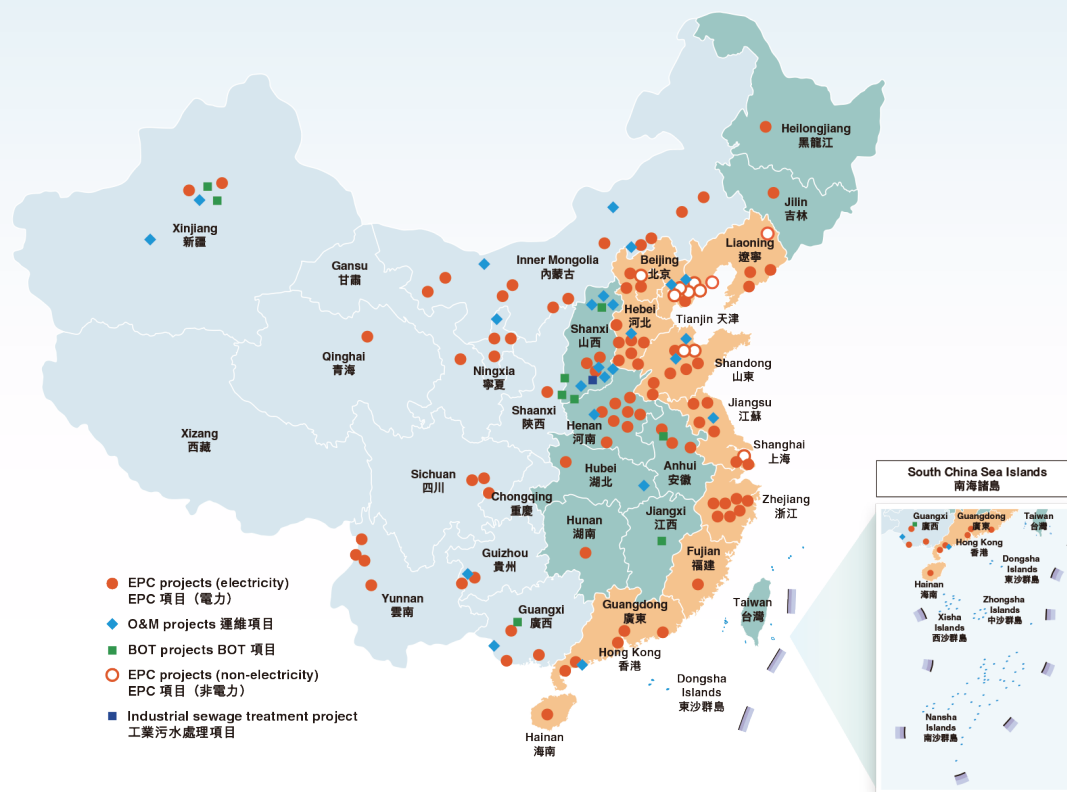 Heilongjiang
黑龍江
Jilin
吉林
Liaoning
遼寧
Xinjiang
新疆
Gansu
甘肅
Inner Mongolia
內蒙古
Beijing
北京
Hebei
河北
Tianjin 天津
Shanxi
山西
Qinghai
青海
Ningxia
寧夏
Shandong
山東
Shaanxi
陝西
Jiangsu
江蘇
Henan
河南
Xizang
西藏
Shanghai
上海
Sichuan
四川
Hubei
湖北
Anhui
安徽
Chongqing
重慶
Zhejiang
浙江
Hunan
湖南
Jiangxi
江西
Guizhou
貴州
Fujian
福建
Yunnan
雲南
Guangxi
廣西
Guangdong
廣東
Taiwan
台灣
Hong Kong
香港
Dongsha
Islands
東沙群島
Hainan
海南
EPC projects (electricity)
EPC 項目（電力）
O&M projects 運維項目
BOT projects BOT 項目
EPC projects (non-electricity)
EPC 項目（非電力）
Industrial sewage treatment project
工業污水處理項目
South China Sea Islands
南海諸島
Guangxi
廣西
Guangdong
廣東
Taiwan
台灣
Hong Kong
香港
Dongsha
Islands
東沙群島
Hainan
海南
Zhongsha
Islands
中沙群島
Xisha
Islands
西沙群島
Nansha
Islands
南沙群島